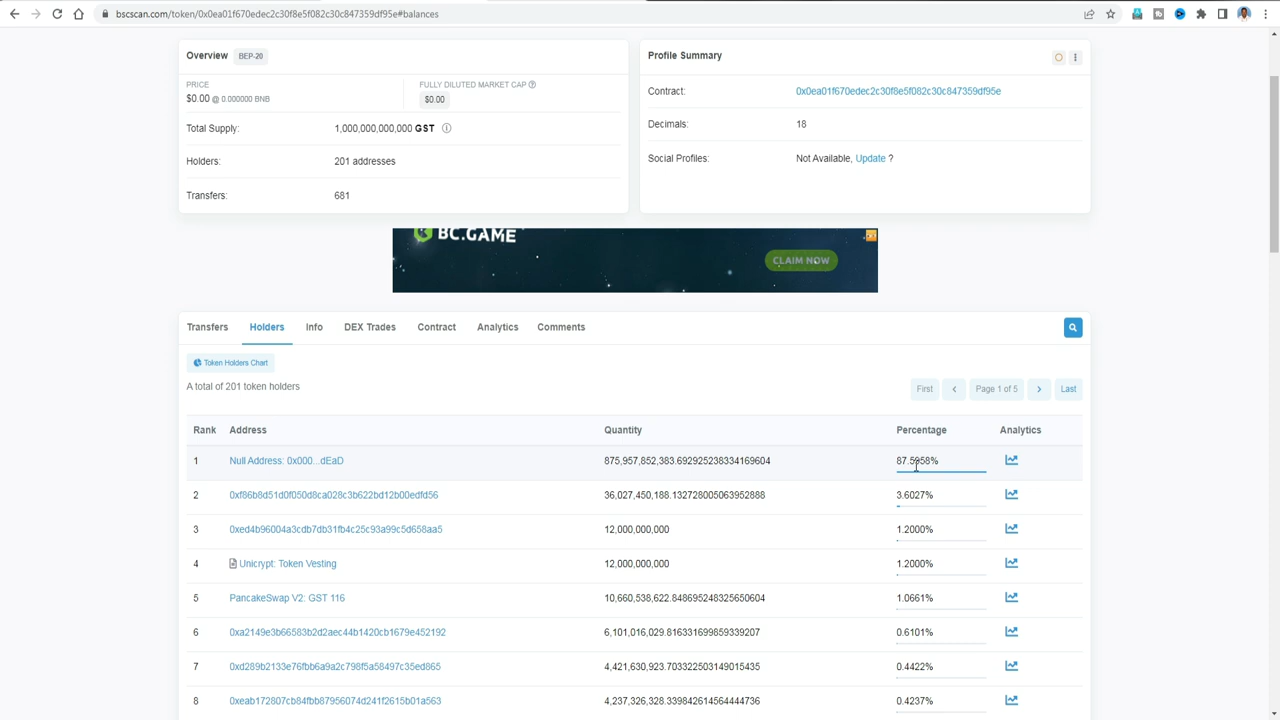 bscscan.com/token/0x0ea01f670edec2c30f8e5f082c30c847359df95e#balances
Overview BEP-20
PRICE
$0.00 @ 0.000000 BNB
FULLY DILUTED MARKET CAP
$0.00
Total Supply: 1,000,000,000,000 GST
Holders: 201 addresses
Transfers: 681
Profile Summary
Contract: 0x0ea01f670edec2c30f8e5f082c30c847359df95e
Decimals: 18
Social Profiles: Not Available, Update ?
BC.GAME
CLAIM NOW
Transfers Holders Info DEX Trades Contract Analytics Comments
Token Holders Chart
A total of 201 token holders
First Page 1 of 5 Last
Rank Address Quantity Percentage Analytics
1 Null Address: 0x000...dEaD 875,957,852,383.692925238334169604 87.5958%
2 0xf86b8d51d0f050d8ca028c3b622bd12b00edfd56 36,027,450,188.132728005063952888 3.6027%
3 0xed4b96004a3cdb7db31fb4c25c93a99c5d658aa5 12,000,000,000 1.2000%
4 Unicrypt: Token Vesting 12,000,000,000 1.2000%
5 PancakeSwap V2: GST 116 10,660,538,622.848695248325650604 1.0661%
6 0xa2149e3b66583b2d2aec44b1420cb1679e452192 6,101,016,029.816331699859339207 0.6101%
7 0xd289b2133e76fbb6a9a2c798f5a58497c35ed865 4,421,630,923.703322503149015435 0.4422%
8 0xeab172807cb84fbb87956074d241f2615b01a563 4,237,326,328.339842614564444736 0.4237%